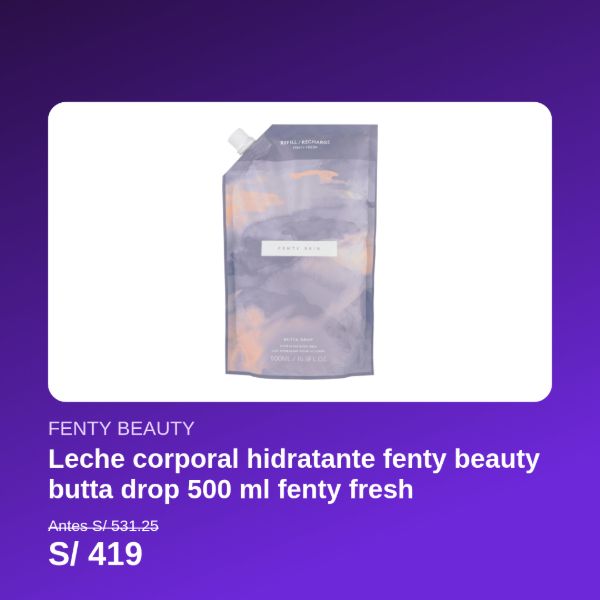 REFILL / RECHARGE
FENTY FRESH
FENTY SKIN
BUTTA DROP
500ML / 16.9FL.OZ.
FENTY BEAUTY
Leche corporal hidratante fenty beauty
butta drop 500 ml fenty fresh
Antes S/ 531.25
S/ 419